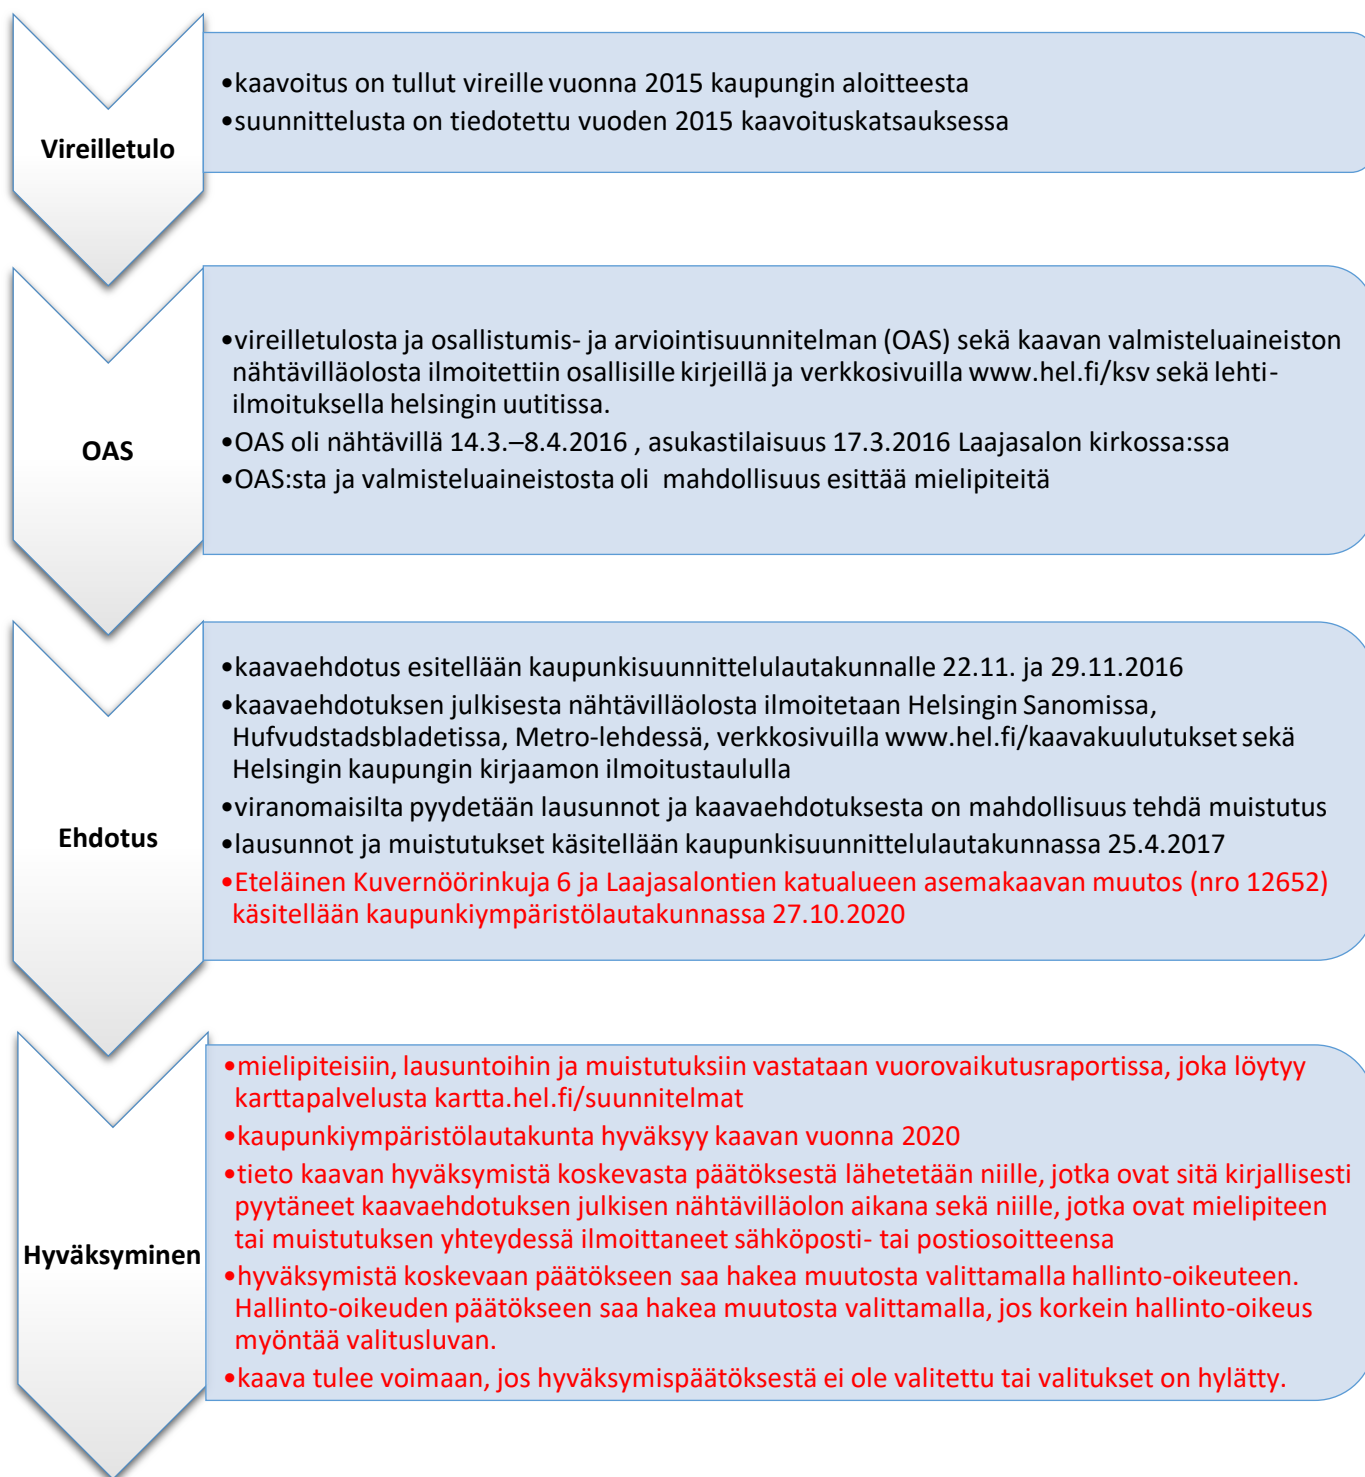 Vireilletulo
•kaavoitus on tullut vireille vuonna 2015 kaupungin aloitteesta
•suunnittelusta on tiedotettu vuoden 2015 kaavoituskatsauksessa
OAS
•vireilletulosta ja osallistumis- ja arviointisuunnitelman (OAS) sekä kaavan valmisteluaineiston
nähtävilläolosta ilmoitettiin osallisille kirjeillä ja verkkosivuilla www.hel.fi/ksv sekä lehti-
ilmoituksella helsingin uutitissa.
•OAS oli nähtävillä 14.3.–8.4.2016 , asukastilaisuus 17.3.2016 Laajasalon kirkossa:ssa
•OAS:sta ja valmisteluaineistosta oli  mahdollisuus esittää mielipiteitä
Ehdotus
•kaavaehdotus esitellään kaupunkisuunnittelulautakunnalle 22.11. ja 29.11.2016
•kaavaehdotuksen julkisesta nähtävilläolosta ilmoitetaan Helsingin Sanomissa,
Hufvudstadsbladetissa, Metro-lehdessä, verkkosivuilla www.hel.fi/kaavakuulutukset sekä
Helsingin kaupungin kirjaamon ilmoitustaululla
•viranomaisilta pyydetään lausunnot ja kaavaehdotuksesta on mahdollisuus tehdä muistutus
•lausunnot ja muistutukset käsitellään kaupunkisuunnittelulautakunnassa 25.4.2017
•Eteläinen Kuvernöörinkuja 6 ja Laajasalontien katualueen asemakaavan muutos (nro 12652)
käsitellään kaupunkiympäristölautakunnassa 27.10.2020
Hyväksyminen
•mielipiteisiin, lausuntoihin ja muistutuksiin vastataan vuorovaikutusraportissa, joka löytyy
karttapalvelusta kartta.hel.fi/suunnitelmat
•kaupunkiympäristölautakunta hyväksyy kaavan vuonna 2020
•tieto kaavan hyväksymistä koskevasta päätöksestä lähetetään niille, jotka ovat sitä kirjallisesti
pyytäneet kaavaehdotuksen julkisen nähtävilläolon aikana sekä niille, jotka ovat mielipiteen
tai muistutuksen yhteydessä ilmoittaneet sähköposti- tai postiosoitteensa
•hyväksymistä koskevaan päätökseen saa hakea muutosta valittamalla hallinto-oikeuteen.
Hallinto-oikeuden päätökseen saa hakea muutosta valittamalla, jos korkein hallinto-oikeus
myöntää valitusluvan.
•kaava tulee voimaan, jos hyväksymispäätöksestä ei ole valitettu tai valitukset on hylätty.